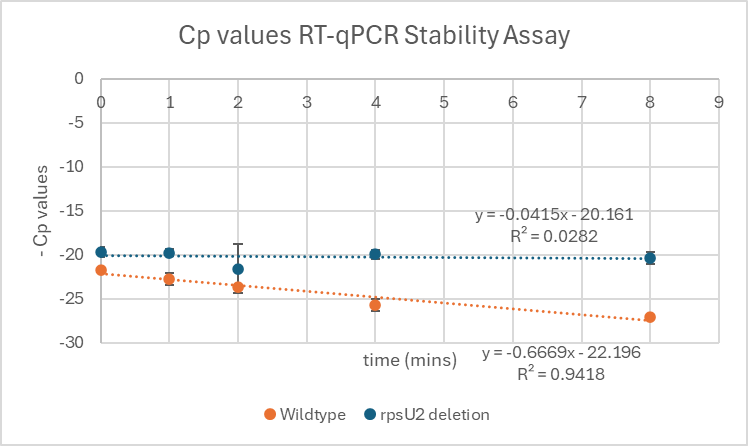 Cp values RT-qPCR Stability Assay
0
0 1 2 3 4 5 6 7 8 9
-5
-10
-15
-20
-25
-30
- Cp values
y = -0.0415x - 20.161
R² = 0.0282
time (mins)
y = -0.6669x - 22.196
R² = 0.9418
Wildtype rpsU2 deletion